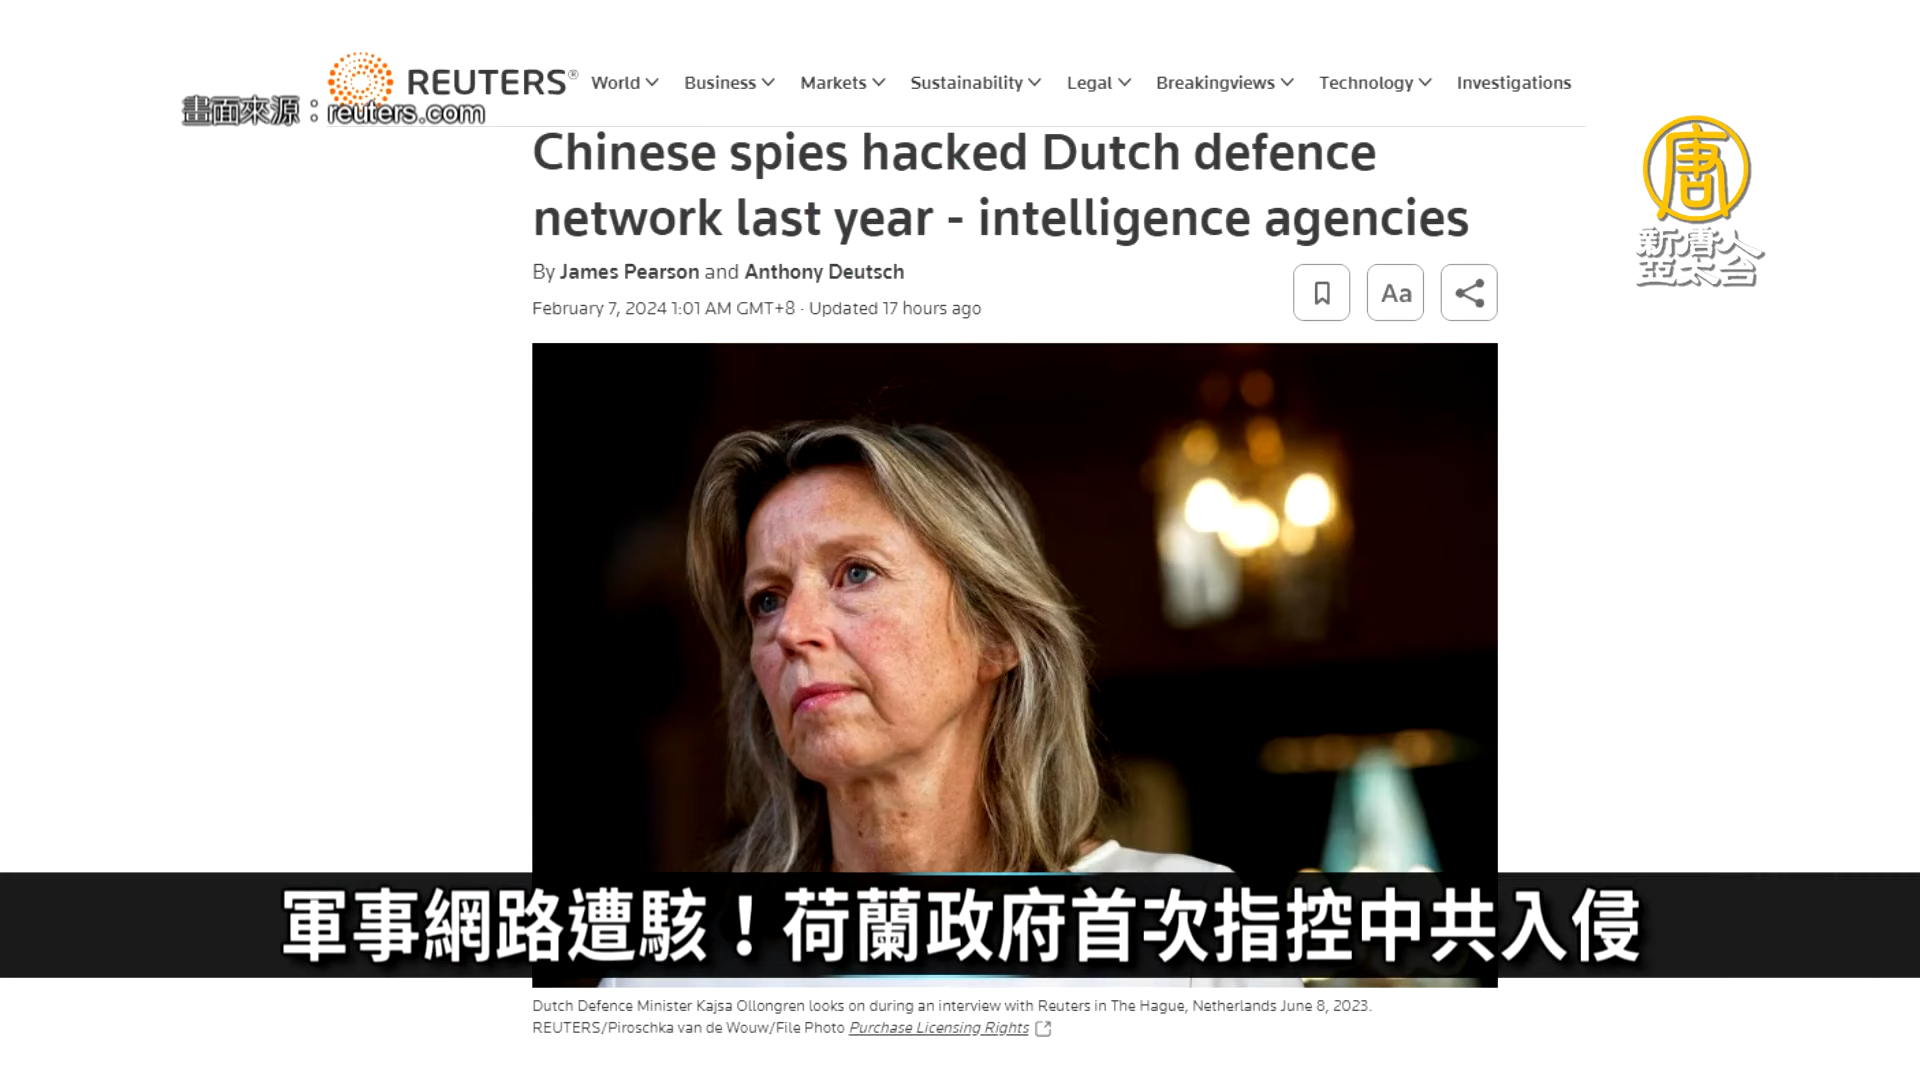 REUTERS®
World Business Markets Sustainability Legal Breakingviews Technology Investigations
畫面來源：reuters.com
Chinese spies hacked Dutch defence
network last year - intelligence agencies
By James Pearson and Anthony Deutsch
February 7, 2024 1:01 AM GMT+8 · Updated 17 hours ago
Aa
唐
新唐人
亞太台
軍事網路遭駭！荷蘭政府首次指控中共入侵
Dutch Defence Minister Kajsa Ollongren looks on during an interview with Reuters in The Hague, Netherlands June 8, 2023.
REUTERS/Piroschka van de Wouw/File Photo Purchase Licensing Rights